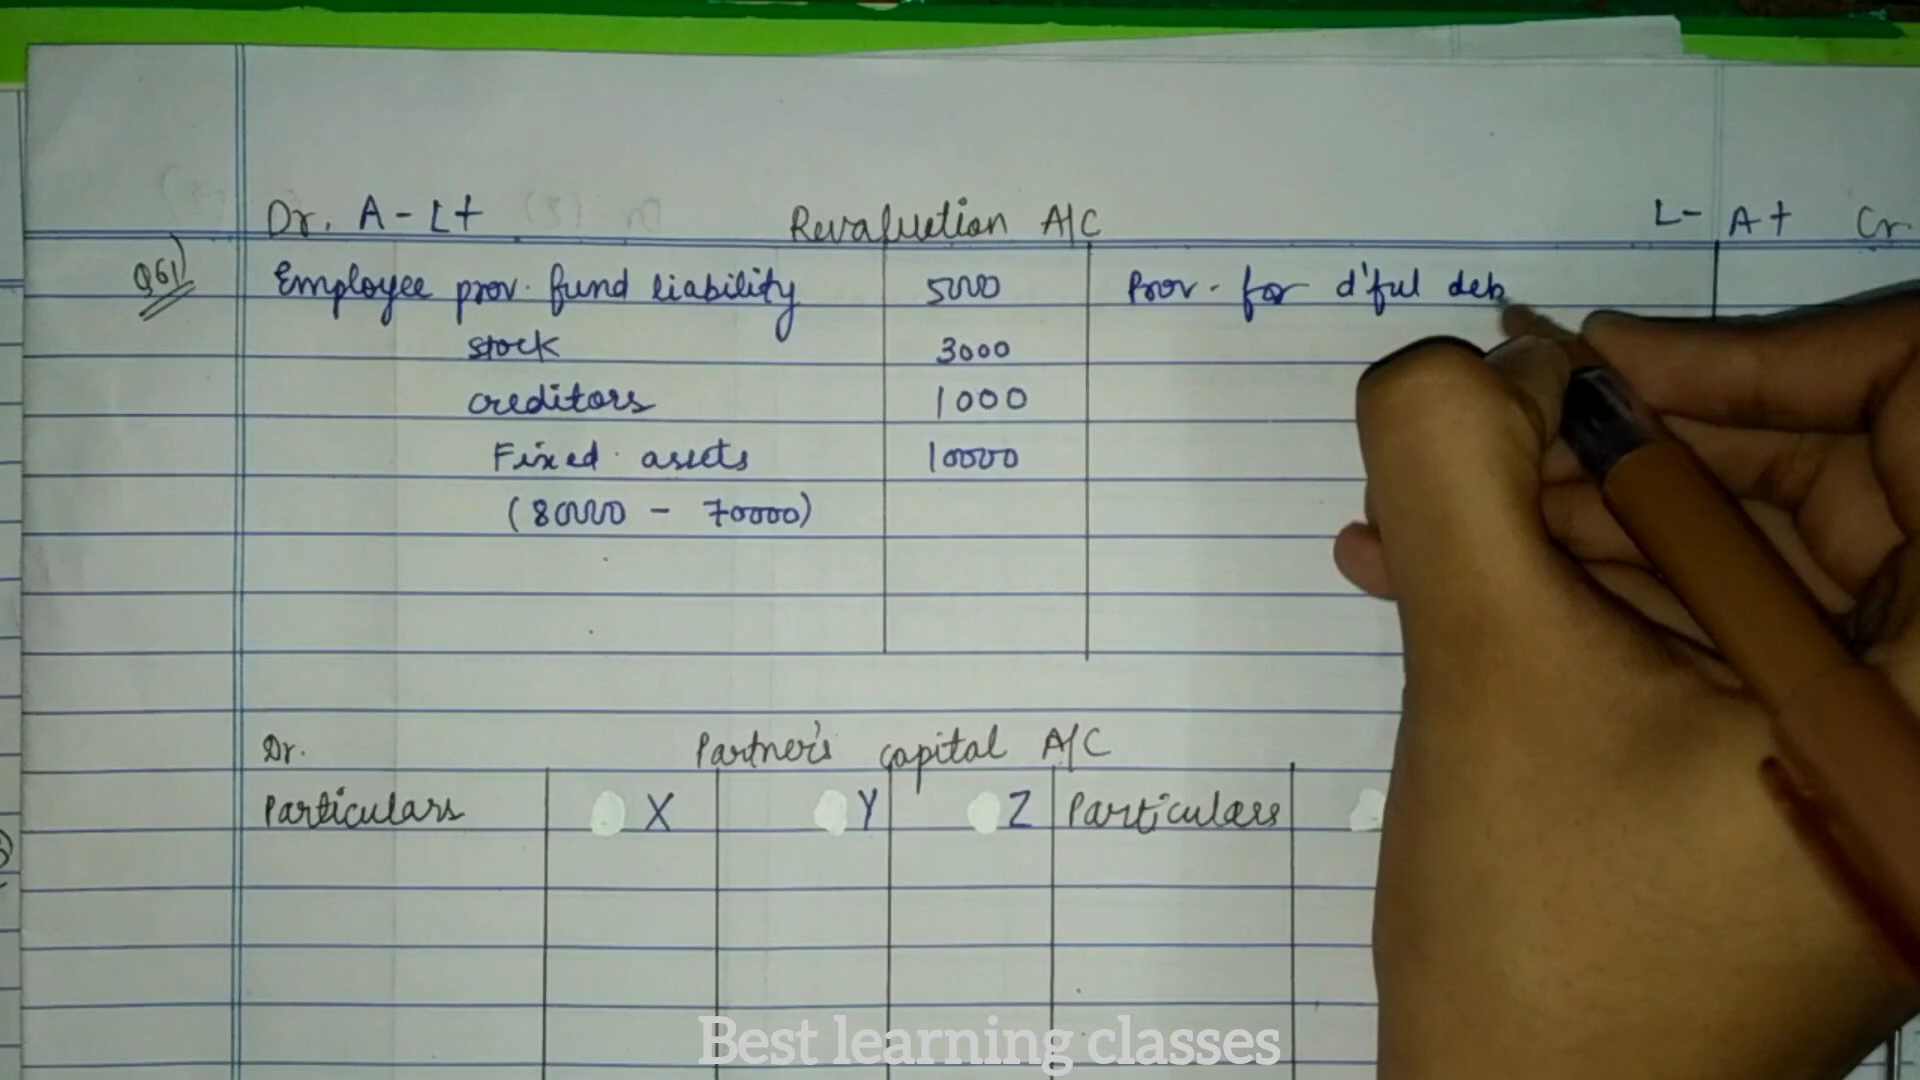 Dr. A- L+ Revaluation A/C L- A+ Cr.
Q61) Employee prov. fund liability 5000 Prov. for d'ful deb
stock 3000
creditors 1000
Fixed assets 10000
(80000 - 70000)
Dr. Partner's capital A/C
Particulars X Y Z Particulars
Best learning classes